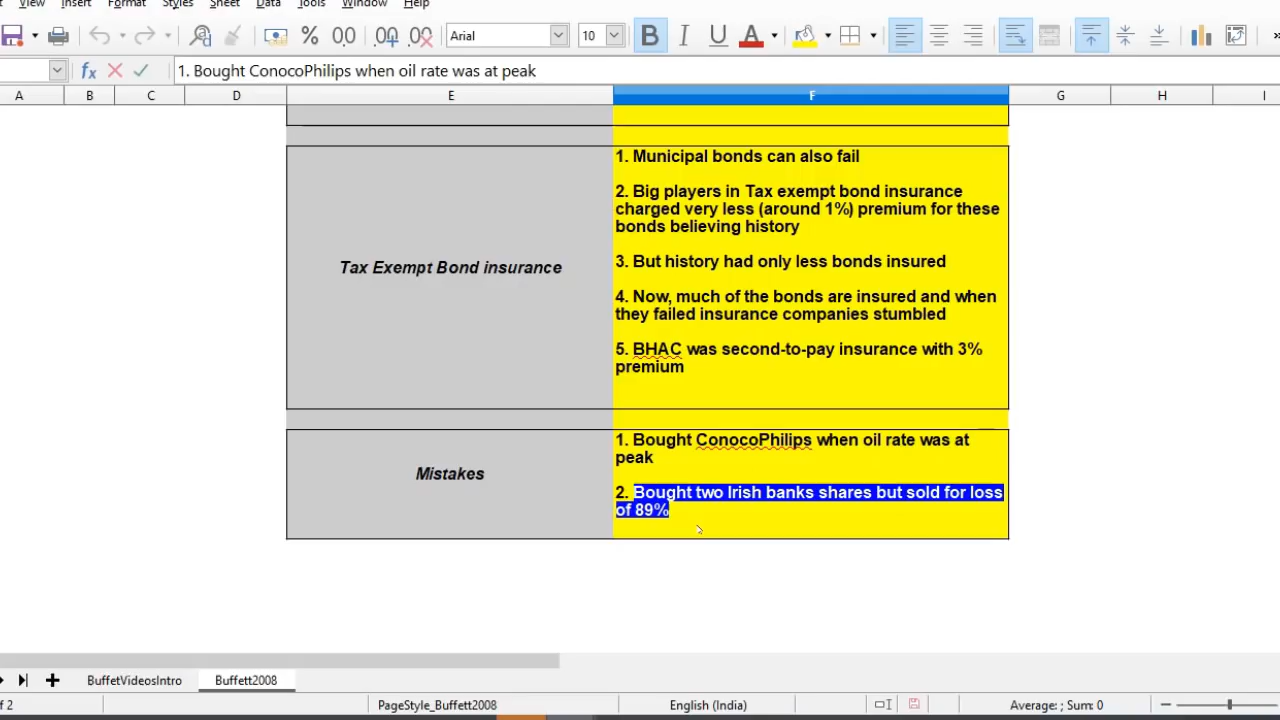 View Insert Format Styles Sheet Data Tools Window Help
Arial 10
1. Bought ConocoPhilips when oil rate was at peak
A B C D E F G H I
Tax Exempt Bond insurance
1. Municipal bonds can also fail
2. Big players in Tax exempt bond insurance
charged very less (around 1%) premium for these
bonds believing history
3. But history had only less bonds insured
4. Now, much of the bonds are insured and when
they failed insurance companies stumbled
5. BHAC was second-to-pay insurance with 3%
premium
Mistakes
1. Bought ConocoPhilips when oil rate was at
peak
2. Bought two Irish banks shares but sold for loss
of 89%
BuffetVideosIntro Buffett2008
of 2 PageStyle_Buffett2008 English (India) Average: ; Sum: 0